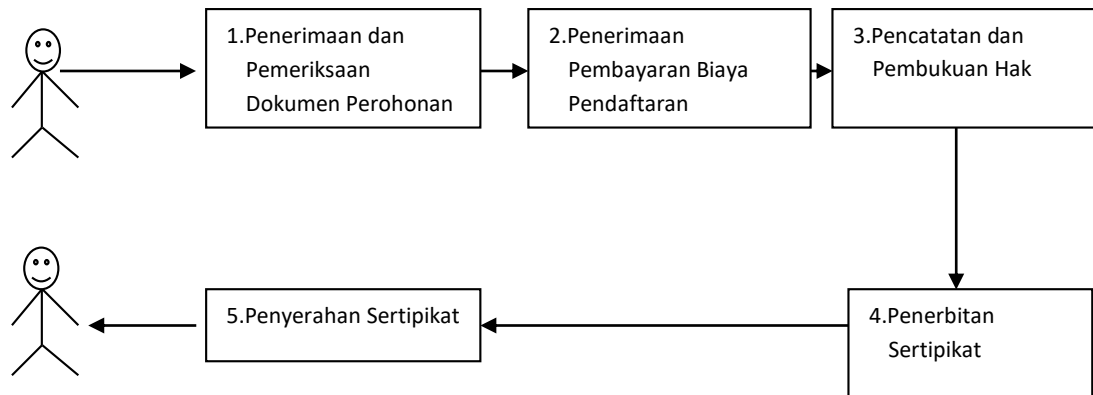 1.Penerimaan dan
Pemeriksaan
Dokumen Perohonan
2.Penerimaan
Pembayaran Biaya
Pendaftaran
3.Pencatatan dan
Pembukuan Hak
4.Penerbitan
Sertipikat
5.Penyerahan Sertipikat